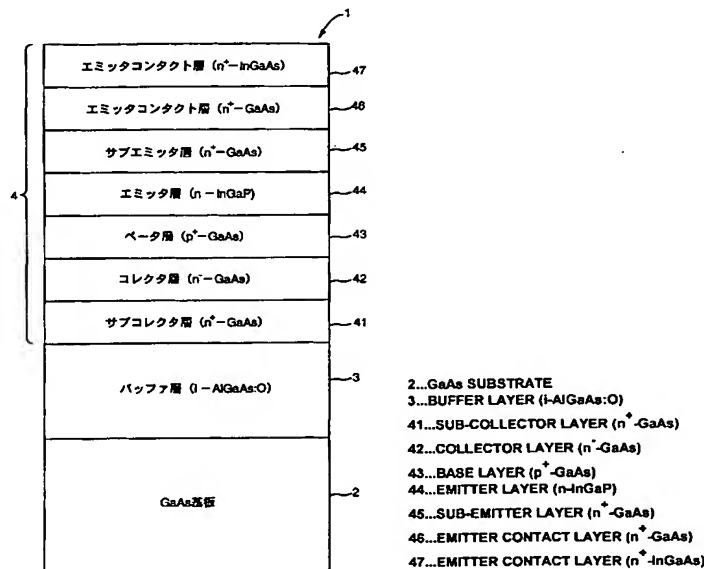 1
エミッタコンタクト層 (n⁺−InGaAs)
47
エミッタコンタクト層 (n⁺−GaAs)
46
サブエミッタ層 (n⁺−GaAs)
45
4
エミッタ層 (n−InGaP)
44
ベータ層 (p⁺−GaAs)
43
コレクタ層 (n⁻−GaAs)
42
サブコレクタ層 (n⁺−GaAs)
41
バッファ層 (i−AlGaAs:O)
3
GaAs基板
2
2...GaAs SUBSTRATE
3...BUFFER LAYER (i-AlGaAs:O)
41...SUB-COLLECTOR LAYER (n⁺-GaAs)
42...COLLECTOR LAYER (n⁻-GaAs)
43...BASE LAYER (p⁺-GaAs)
44...EMITTER LAYER (n-InGaP)
45...SUB-EMITTER LAYER (n⁺-GaAs)
46...EMITTER CONTACT LAYER (n⁺-GaAs)
47...EMITTER CONTACT LAYER (n⁺-InGaAs)